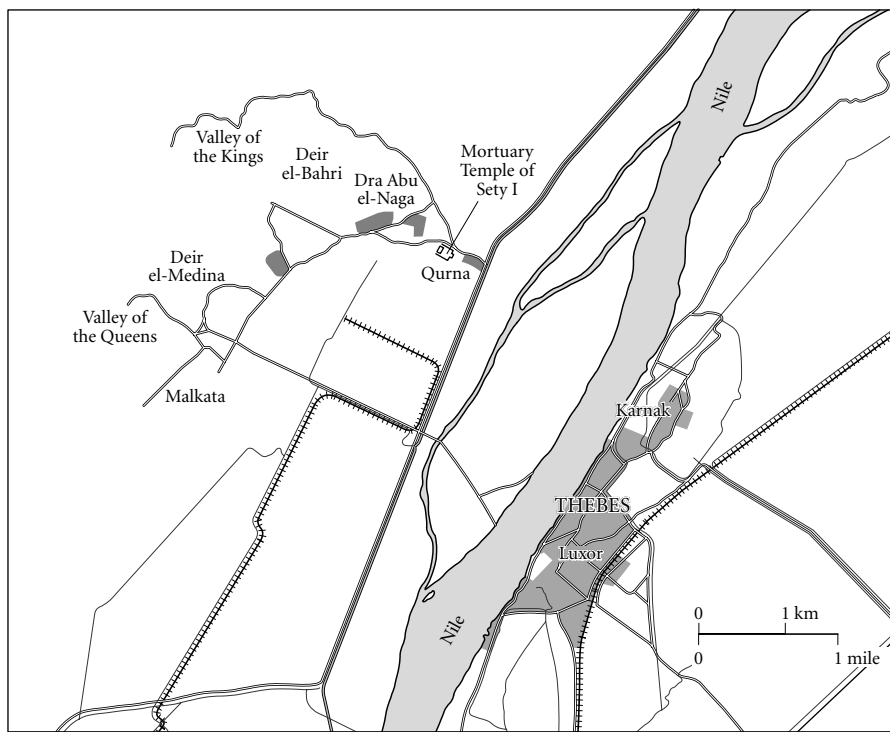 Nile
Valley of
the Kings
Deir
el-Bahri
Mortuary
Temple of
Sety I
Dra Abu
el-Naga
Deir
el-Medina
Qurna
Valley of
the Queens
Malkata
Karnak
THEBES
Luxor
Nile
0 1 km
0 1 mile